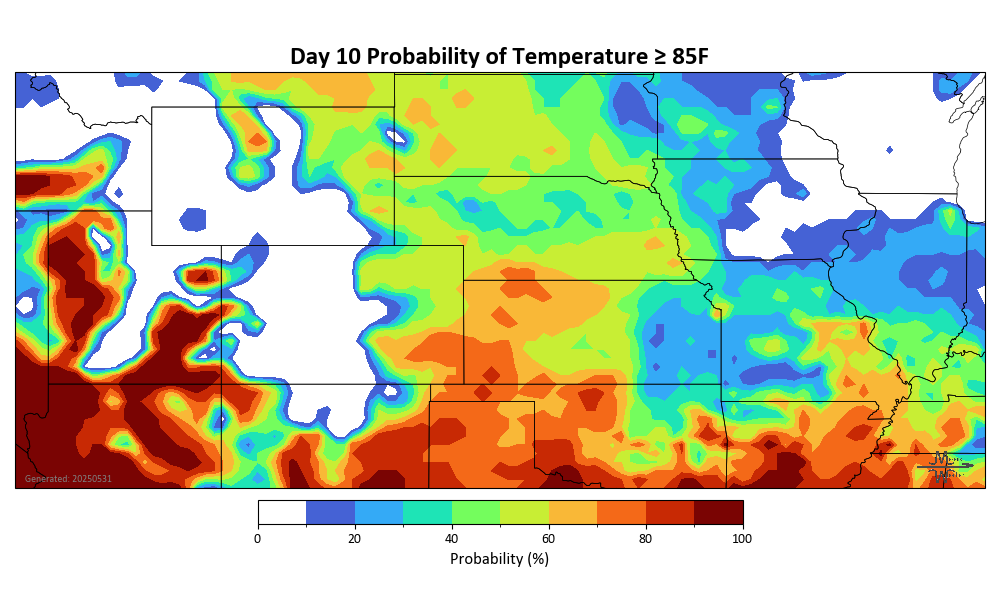 Day 10 Probability of Temperature ≥ 85F
Generated: 20250531
0 20 40 60 80 100
Probability (%)